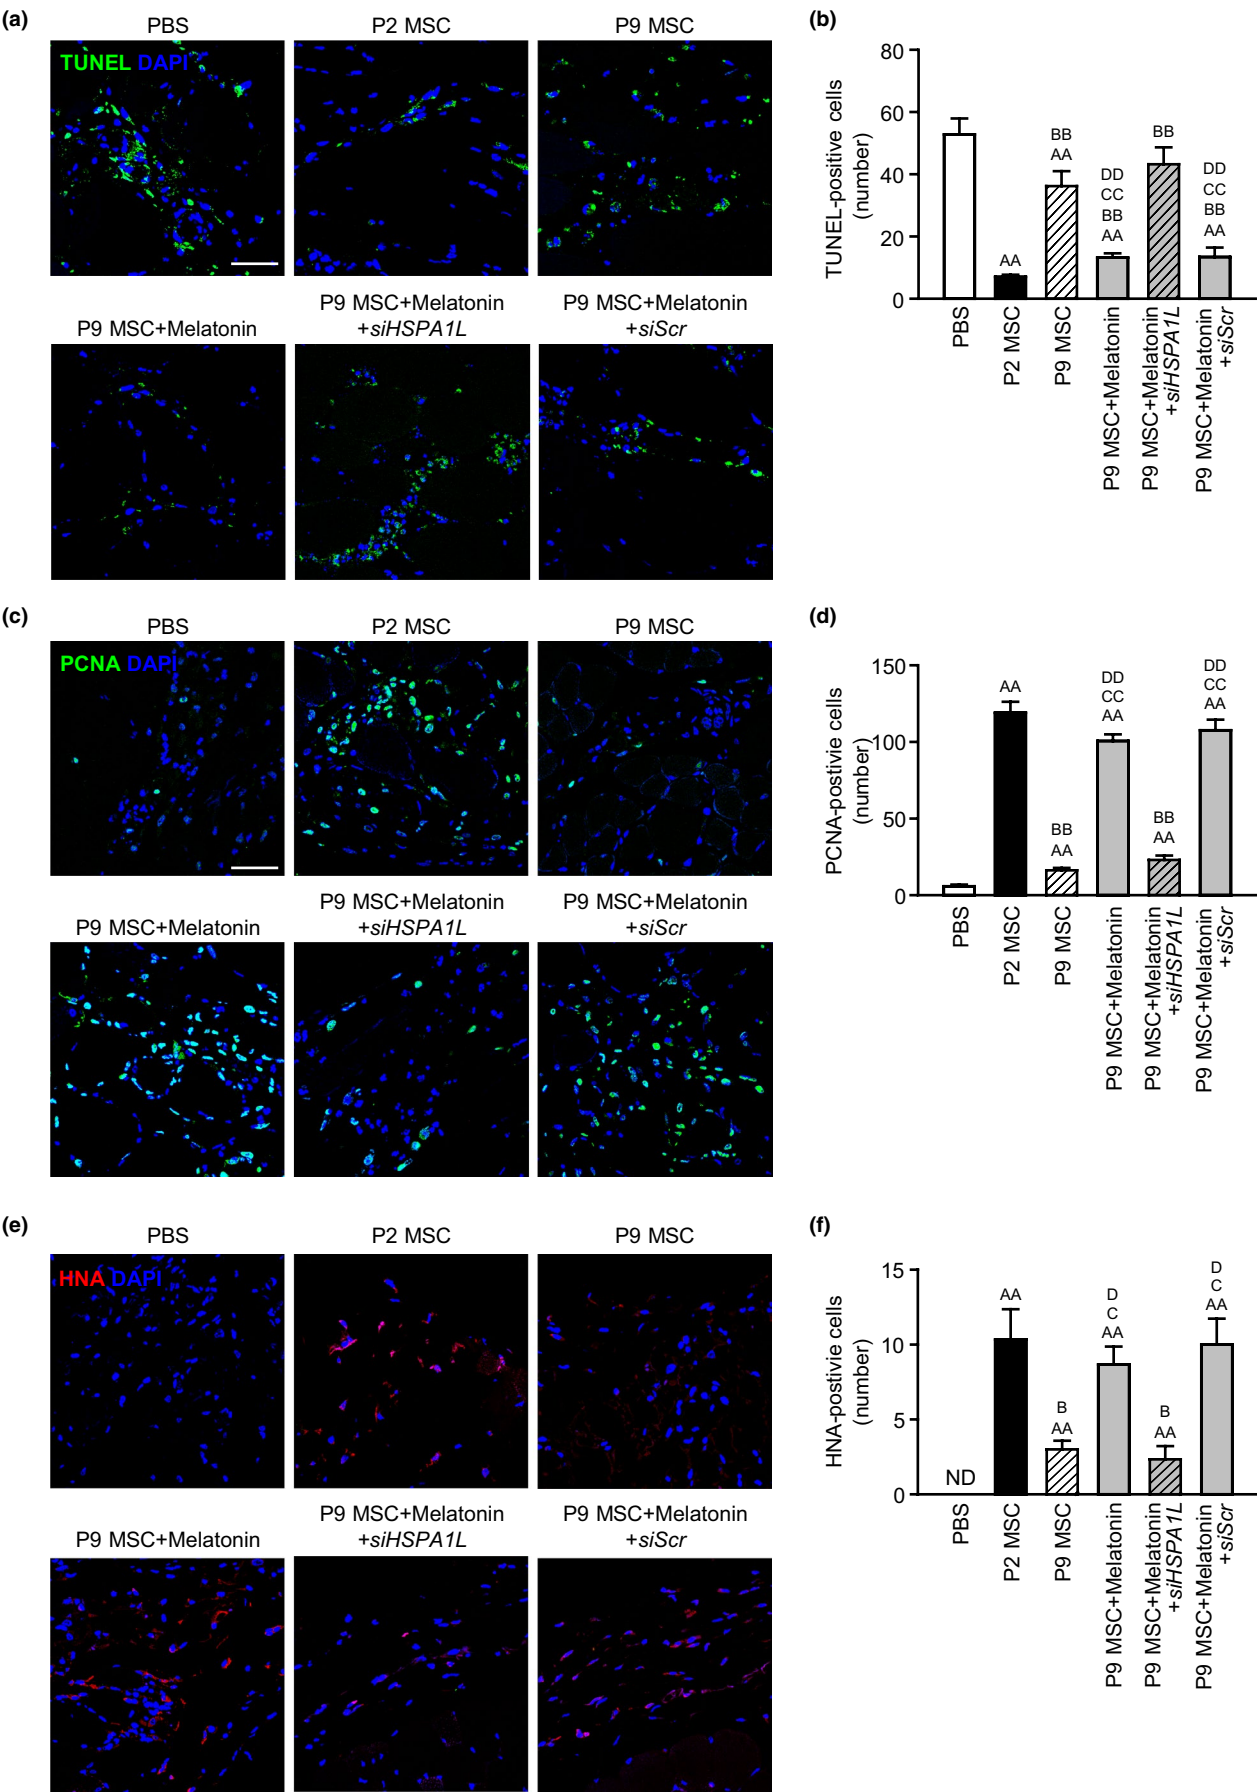 (a)
PBS
P2 MSC
P9 MSC
TUNEL DAPI
P9 MSC+Melatonin
P9 MSC+Melatonin
+siHSPA1L
P9 MSC+Melatonin
+siScr
(b)
TUNEL-positive cells
(number)
80
60
40
20
0
AA
BB
AA
DD
CC
BB
AA
BB
DD
CC
BB
AA
PBS
P2 MSC
P9 MSC
P9 MSC+Melatonin
P9 MSC+Melatonin
+siHSPA1L
P9 MSC+Melatonin
+siScr
(c)
PBS
P2 MSC
P9 MSC
PCNA DAPI
P9 MSC+Melatonin
P9 MSC+Melatonin
+siHSPA1L
P9 MSC+Melatonin
+siScr
(d)
PCNA-postivie cells
(number)
150
100
50
0
AA
BB
AA
DD
CC
AA
BB
AA
DD
CC
AA
PBS
P2 MSC
P9 MSC
P9 MSC+Melatonin
P9 MSC+Melatonin
+siHSPA1L
P9 MSC+Melatonin
+siScr
(e)
PBS
P2 MSC
P9 MSC
HNA DAPI
P9 MSC+Melatonin
P9 MSC+Melatonin
+siHSPA1L
P9 MSC+Melatonin
+siScr
(f)
HNA-postivie cells
(number)
15
10
5
0
ND
AA
B
AA
D
C
AA
B
AA
D
C
AA
PBS
P2 MSC
P9 MSC
P9 MSC+Melatonin
P9 MSC+Melatonin
+siHSPA1L
P9 MSC+Melatonin
+siScr